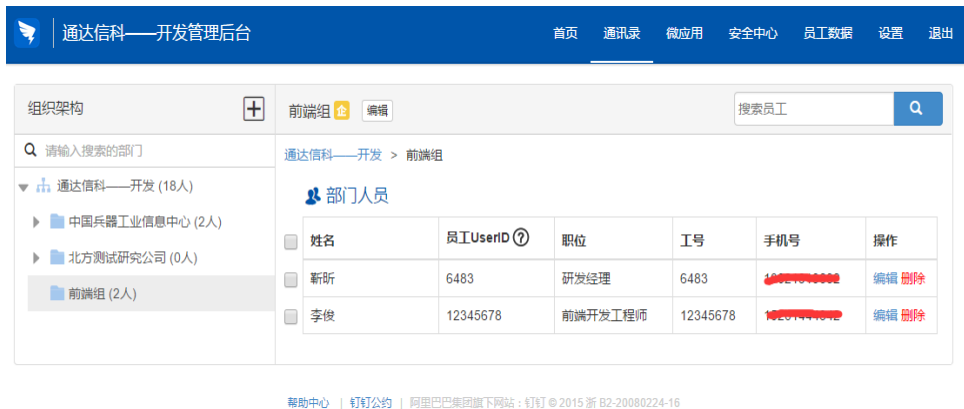 通达信科——开发管理后台 首页 通讯录 微应用 安全中心 员工数据 设置 退出
组织架构
请输入搜索的部门
通达信科——开发 (18人)
中国兵器工业信息中心 (2人)
北方测试研究公司 (0人)
前端组 (2人)
前端组 企 编辑 搜索员工
通达信科——开发 > 前端组
部门人员
姓名 员工UserID ? 职位 工号 手机号 操作
靳昕 6483 研发经理 6483 编辑 删除
李俊 12345678 前端开发工程师 12345678 编辑 删除
帮助中心 | 钉钉公约 | 阿里巴巴集团旗下网站：钉钉 © 2015 浙 B2-20080224-16